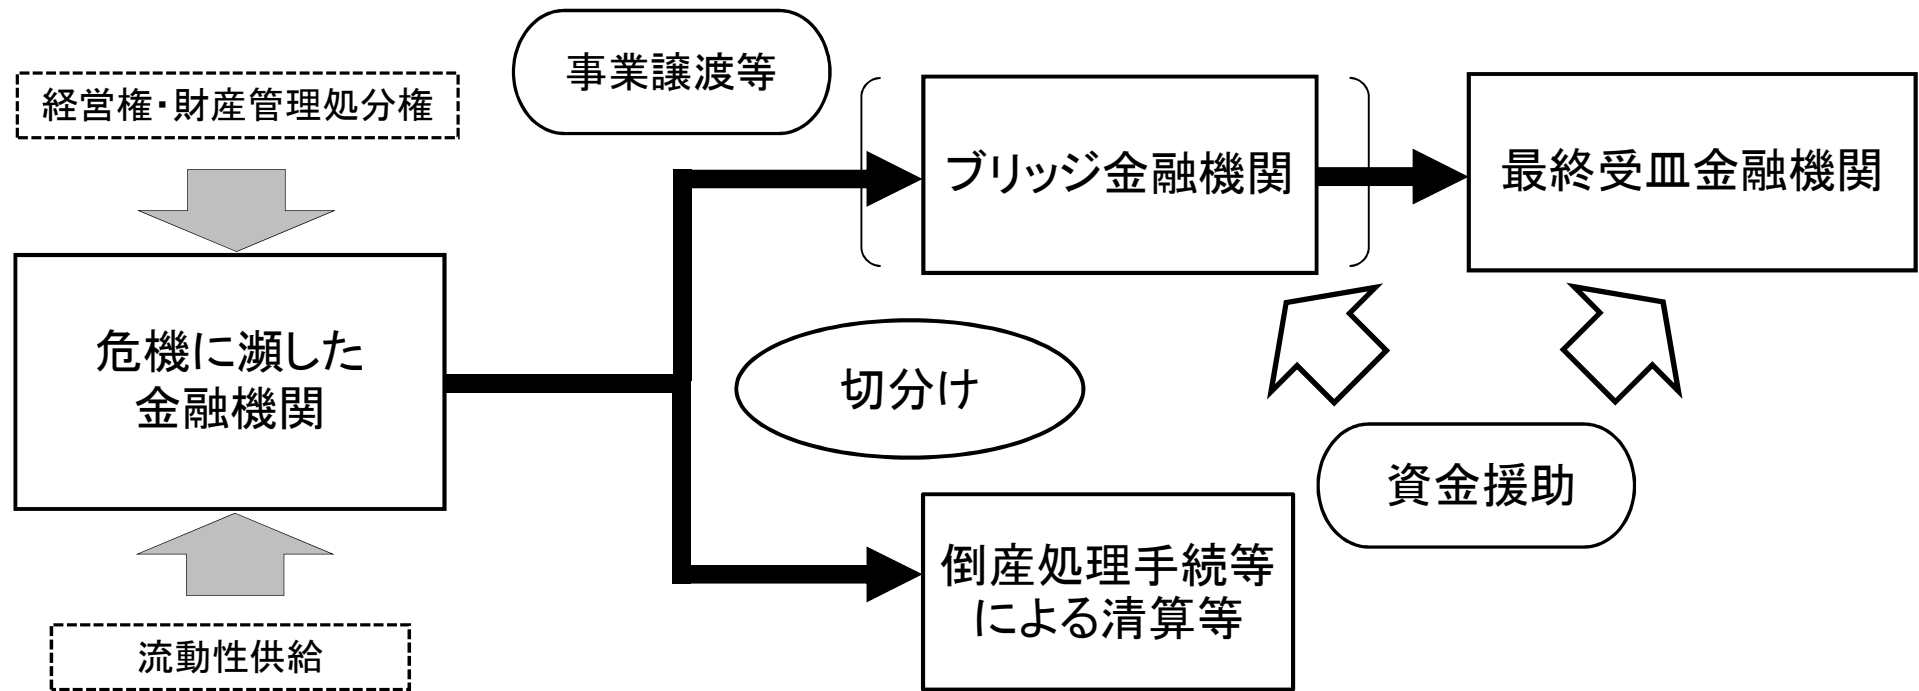 事業譲渡等
経営権・財産管理処分権
ブリッジ金融機関
最終受皿金融機関
危機に瀕した
金融機関
切分け
資金援助
倒産処理手続等
による清算等
流動性供給